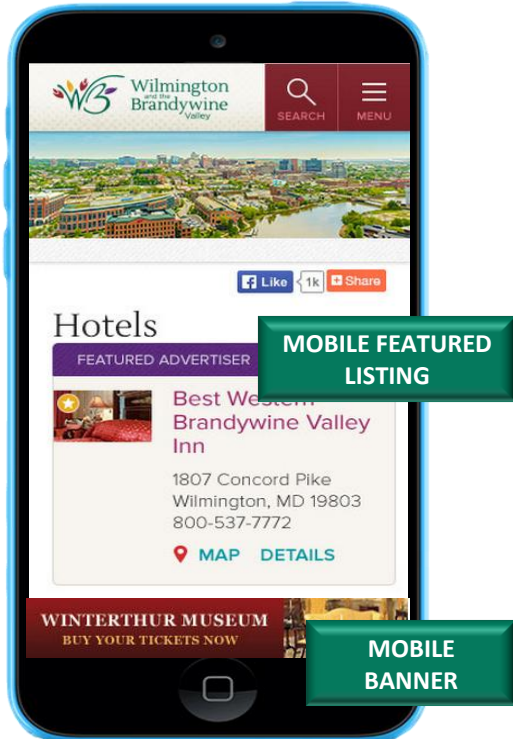 Wilmington
and the
Brandywine
Valley
SEARCH
MENU
Like
1k
Share
Hotels
FEATURED ADVERTISER
MOBILE FEATURED
LISTING
Best Western
Brandywine Valley
Inn
1807 Concord Pike
Wilmington, MD 19803
800-537-7772
MAP DETAILS
WINTERTHUR MUSEUM
BUY YOUR TICKETS NOW
MOBILE
BANNER